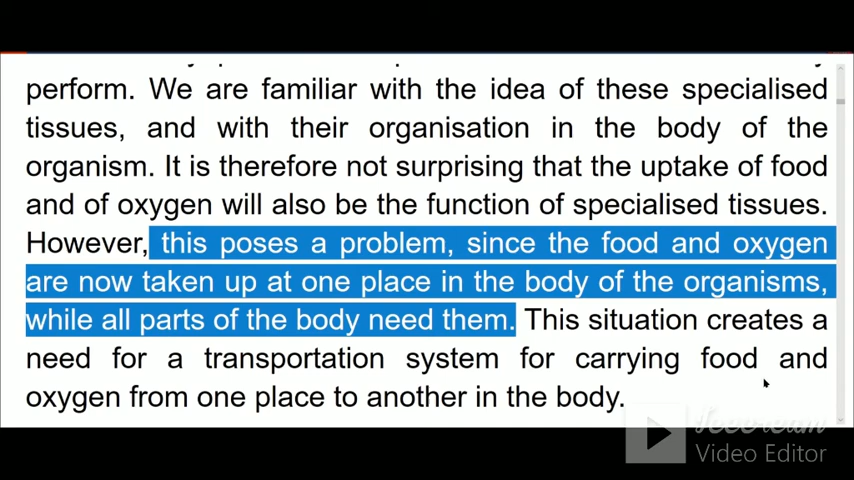 perform. We are familiar with the idea of these specialised
tissues, and with their organisation in the body of the
organism. It is therefore not surprising that the uptake of food
and of oxygen will also be the function of specialised tissues.
However, this poses a problem, since the food and oxygen
are now taken up at one place in the body of the organisms,
while all parts of the body need them. This situation creates a
need for a transportation system for carrying food and
oxygen from one place to another in the body.
Video Editor